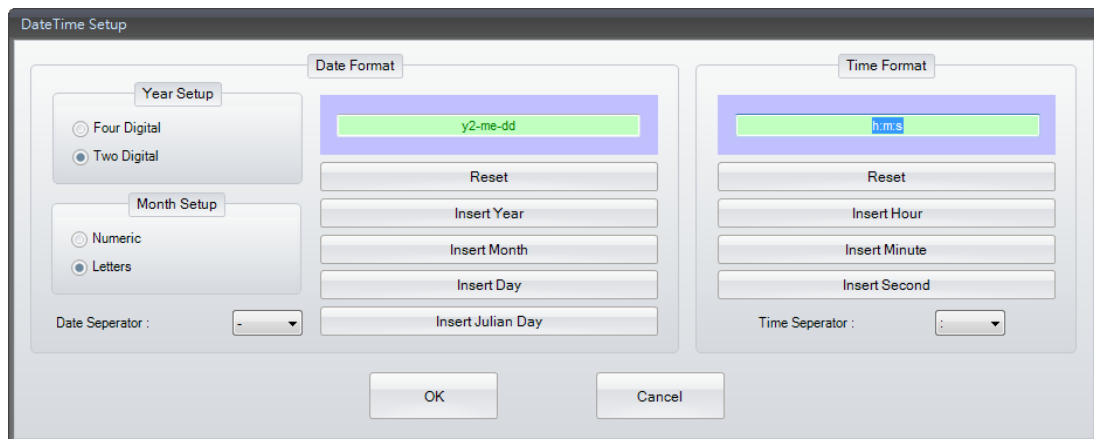 DateTime Setup
Date Format
Year Setup
Four Digital
Two Digital
Month Setup
Numeric
Letters
Date Seperator :
-
y2-me-dd
Reset
Insert Year
Insert Month
Insert Day
Insert Julian Day
Time Format
h:m:s
Reset
Insert Hour
Insert Minute
Insert Second
Time Seperator :
:
OK
Cancel